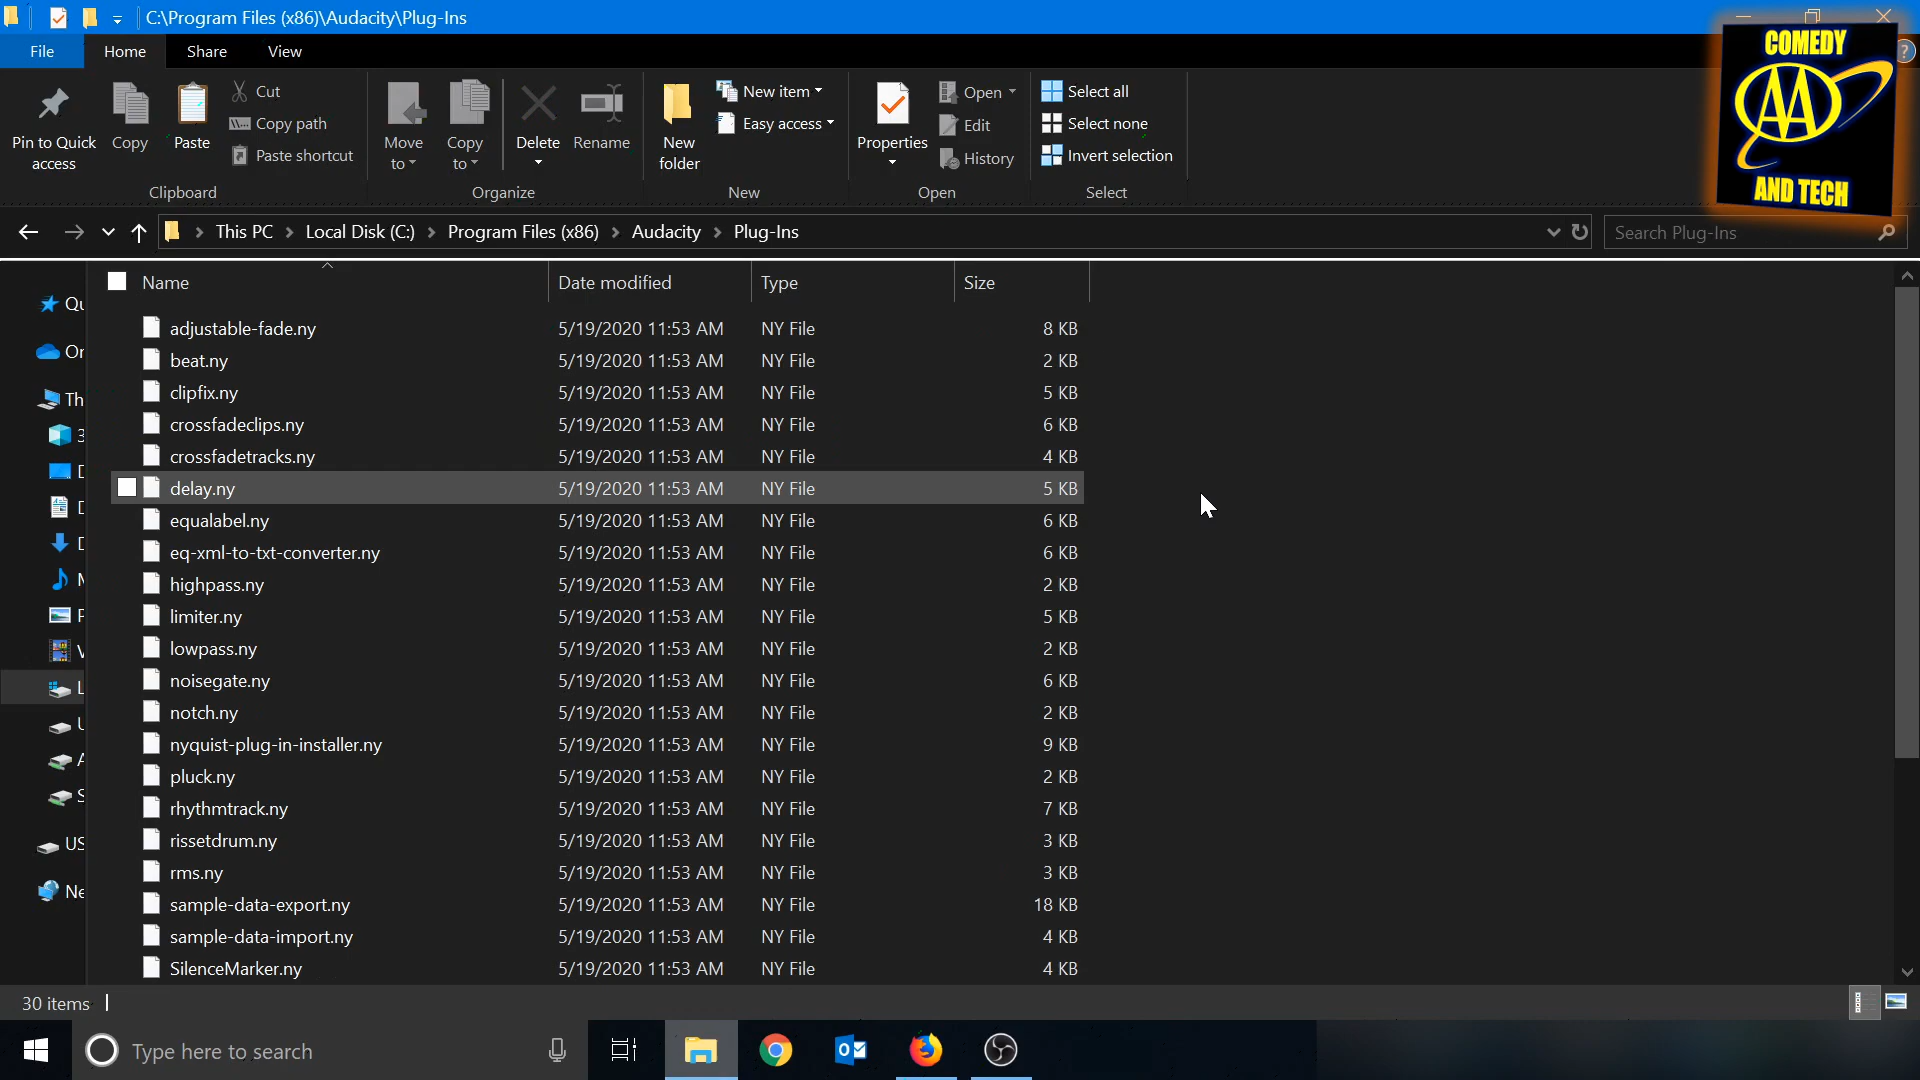 C:\Program Files (x86)\Audacity\Plug-Ins
File Home Share View
Pin to Quick access
Copy
Paste
Cut
Copy path
Paste shortcut
Clipboard
Move to
Copy to
Delete
Rename
Organize
New folder
New item
Easy access
New
Properties
Open
Edit
History
Open
Select all
Select none
Invert selection
Select
COMEDY
AA
AND TECH
?
This PC > Local Disk (C:) > Program Files (x86) > Audacity > Plug-Ins
Search Plug-Ins
Name Date modified Type Size
Qu
Or
Th
3
D
D
D
M
P
V
L
U
A
S
US
Ne
adjustable-fade.ny 5/19/2020 11:53 AM NY File 8 KB
beat.ny 5/19/2020 11:53 AM NY File 2 KB
clipfix.ny 5/19/2020 11:53 AM NY File 5 KB
crossfadeclips.ny 5/19/2020 11:53 AM NY File 6 KB
crossfadetracks.ny 5/19/2020 11:53 AM NY File 4 KB
delay.ny 5/19/2020 11:53 AM NY File 5 KB
equalabel.ny 5/19/2020 11:53 AM NY File 6 KB
eq-xml-to-txt-converter.ny 5/19/2020 11:53 AM NY File 6 KB
highpass.ny 5/19/2020 11:53 AM NY File 2 KB
limiter.ny 5/19/2020 11:53 AM NY File 5 KB
lowpass.ny 5/19/2020 11:53 AM NY File 2 KB
noisegate.ny 5/19/2020 11:53 AM NY File 6 KB
notch.ny 5/19/2020 11:53 AM NY File 2 KB
nyquist-plug-in-installer.ny 5/19/2020 11:53 AM NY File 9 KB
pluck.ny 5/19/2020 11:53 AM NY File 2 KB
rhythmtrack.ny 5/19/2020 11:53 AM NY File 7 KB
rissetdrum.ny 5/19/2020 11:53 AM NY File 3 KB
rms.ny 5/19/2020 11:53 AM NY File 3 KB
sample-data-export.ny 5/19/2020 11:53 AM NY File 18 KB
sample-data-import.ny 5/19/2020 11:53 AM NY File 4 KB
SilenceMarker.ny 5/19/2020 11:53 AM NY File 4 KB
30 items
Type here to search